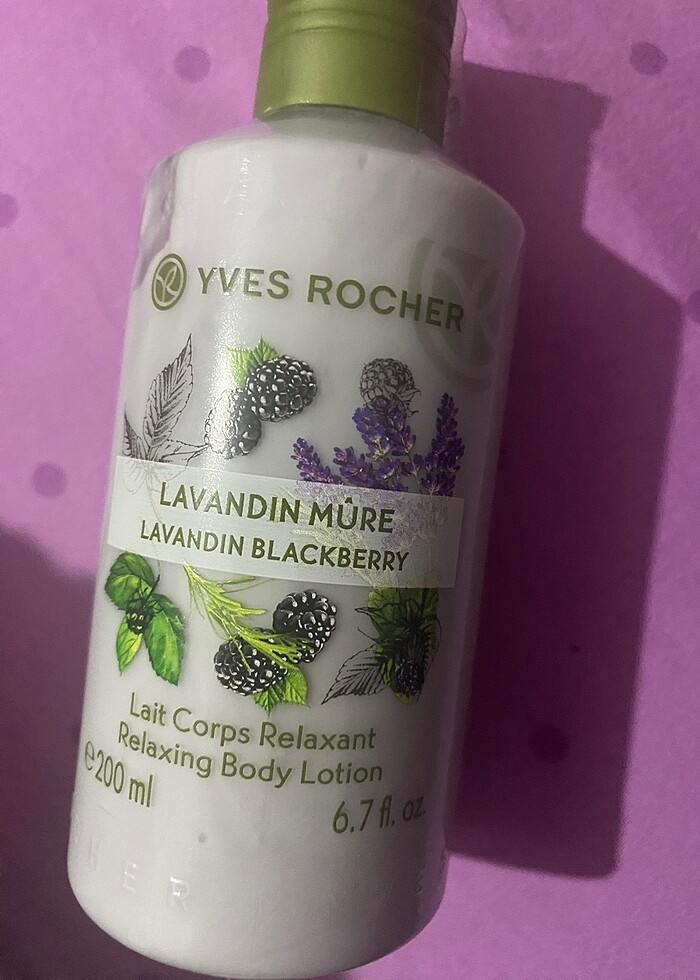 YVES ROCHER
LAVANDIN MÛRE
LAVANDIN BLACKBERRY
Lait Corps Relaxant
Relaxing Body Lotion
℮ 200 ml
6.7 fl. oz.